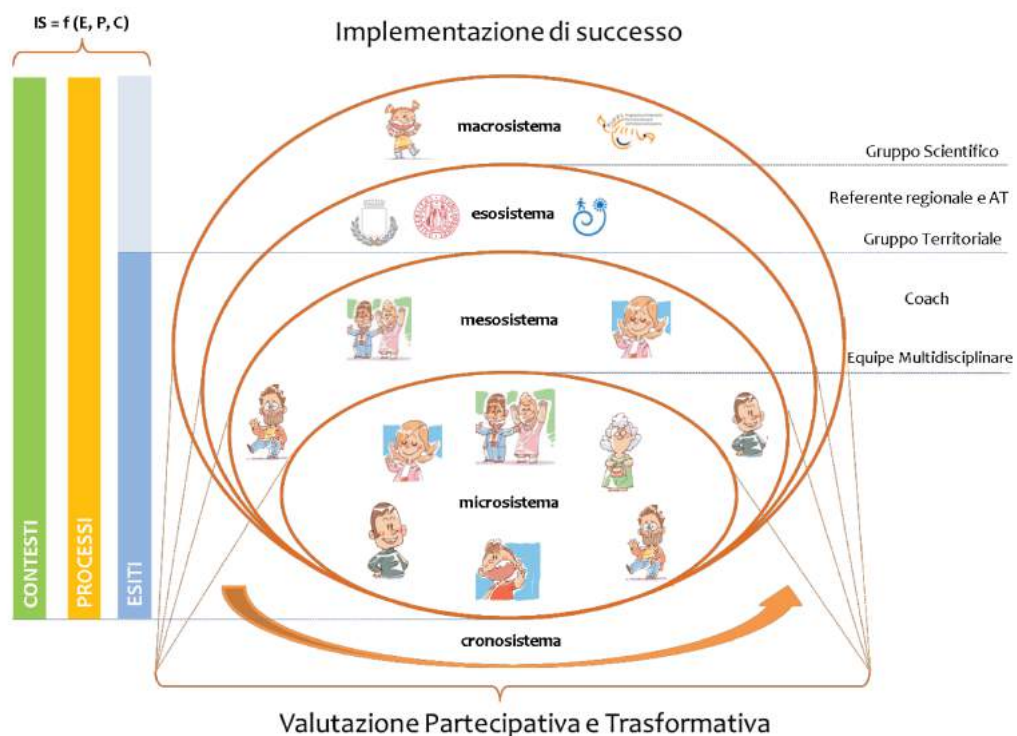 IS = f (E, P, C)
Implementazione di successo
macrosistema
Gruppo Scientifico
Referente regionale e AT
esosistema
Gruppo Territoriale
Coach
mesosistema
Equipe Multidisciplinare
microsistema
CONTESTI
PROCESSI
ESITI
cronosistema
Valutazione Partecipativa e Trasformativa